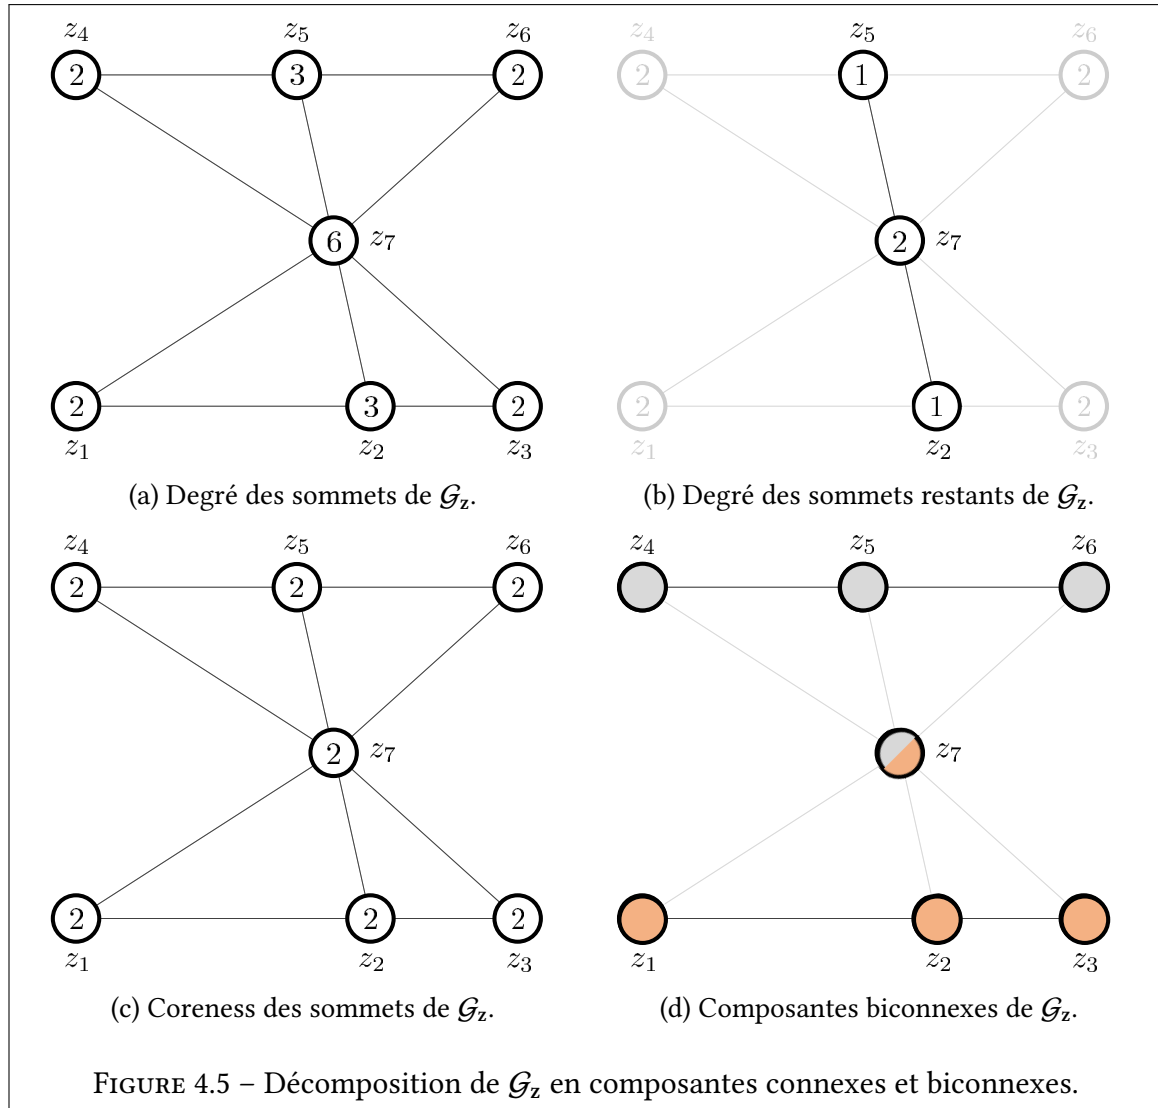 z4 z5 z6
2 3 2
6 z7
2 3 2
z1 z2 z3
(a) Degré des sommets de 𝒢z.
z4 z5 z6
2 1 2
2 z7
2 1 2
z1 z2 z3
(b) Degré des sommets restants de 𝒢z.
z4 z5 z6
2 2 2
2 z7
2 2 2
z1 z2 z3
(c) Coreness des sommets de 𝒢z.
z4 z5 z6
z7
z1 z2 z3
(d) Composantes biconnexes de 𝒢z.
Figure 4.5 – Décomposition de 𝒢z en composantes connexes et biconnexes.